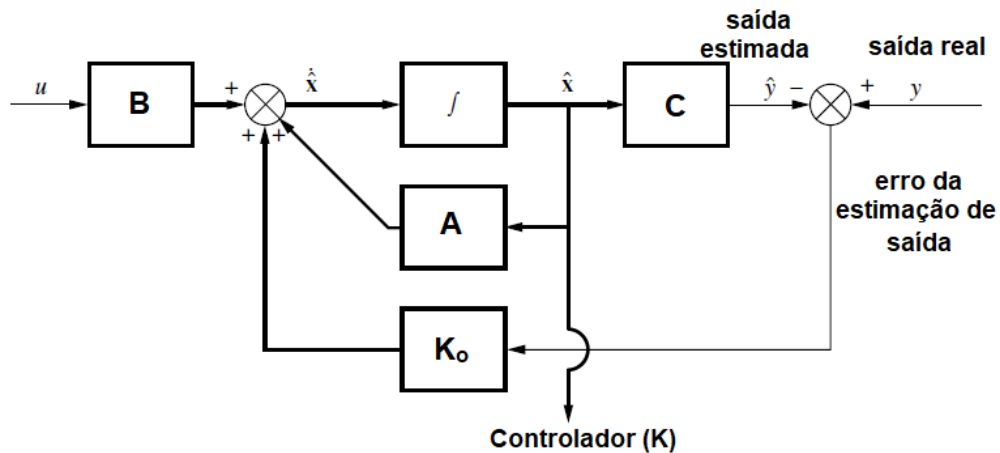 saída
estimada
saída real
u
B
+
+
+
ẋ̂
∫
x̂
C
ŷ
−
+
y
A
erro da
estimação de
saída
Kₒ
Controlador (K)